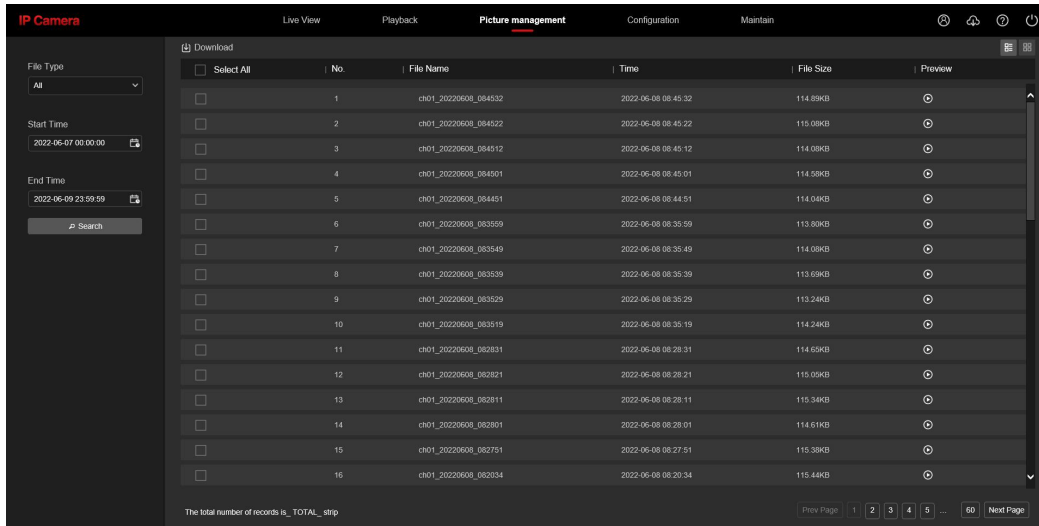 IP Camera Live View Playback Picture management Configuration Maintain
Download
File Type
All
Start Time
2022-06-07 00:00:00
End Time
2022-06-09 23:59:59
Search
Select All No. File Name Time File Size Preview
1 ch01_20220608_084532 2022-06-08 08:45:32 114.89KB
2 ch01_20220608_084522 2022-06-08 08:45:22 115.08KB
3 ch01_20220608_084512 2022-06-08 08:45:12 114.08KB
4 ch01_20220608_084501 2022-06-08 08:45:01 114.58KB
5 ch01_20220608_084451 2022-06-08 08:44:51 114.04KB
6 ch01_20220608_083559 2022-06-08 08:35:59 113.80KB
7 ch01_20220608_083549 2022-06-08 08:35:49 114.08KB
8 ch01_20220608_083539 2022-06-08 08:35:39 113.69KB
9 ch01_20220608_083529 2022-06-08 08:35:29 113.24KB
10 ch01_20220608_083519 2022-06-08 08:35:19 114.24KB
11 ch01_20220608_082831 2022-06-08 08:28:31 114.65KB
12 ch01_20220608_082821 2022-06-08 08:28:21 115.05KB
13 ch01_20220608_082811 2022-06-08 08:28:11 115.34KB
14 ch01_20220608_082801 2022-06-08 08:28:01 114.61KB
15 ch01_20220608_082751 2022-06-08 08:27:51 115.38KB
16 ch01_20220608_082034 2022-06-08 08:20:34 115.44KB
The total number of records is_ TOTAL_ strip
Prev Page 1 2 3 4 5 ... 60 Next Page